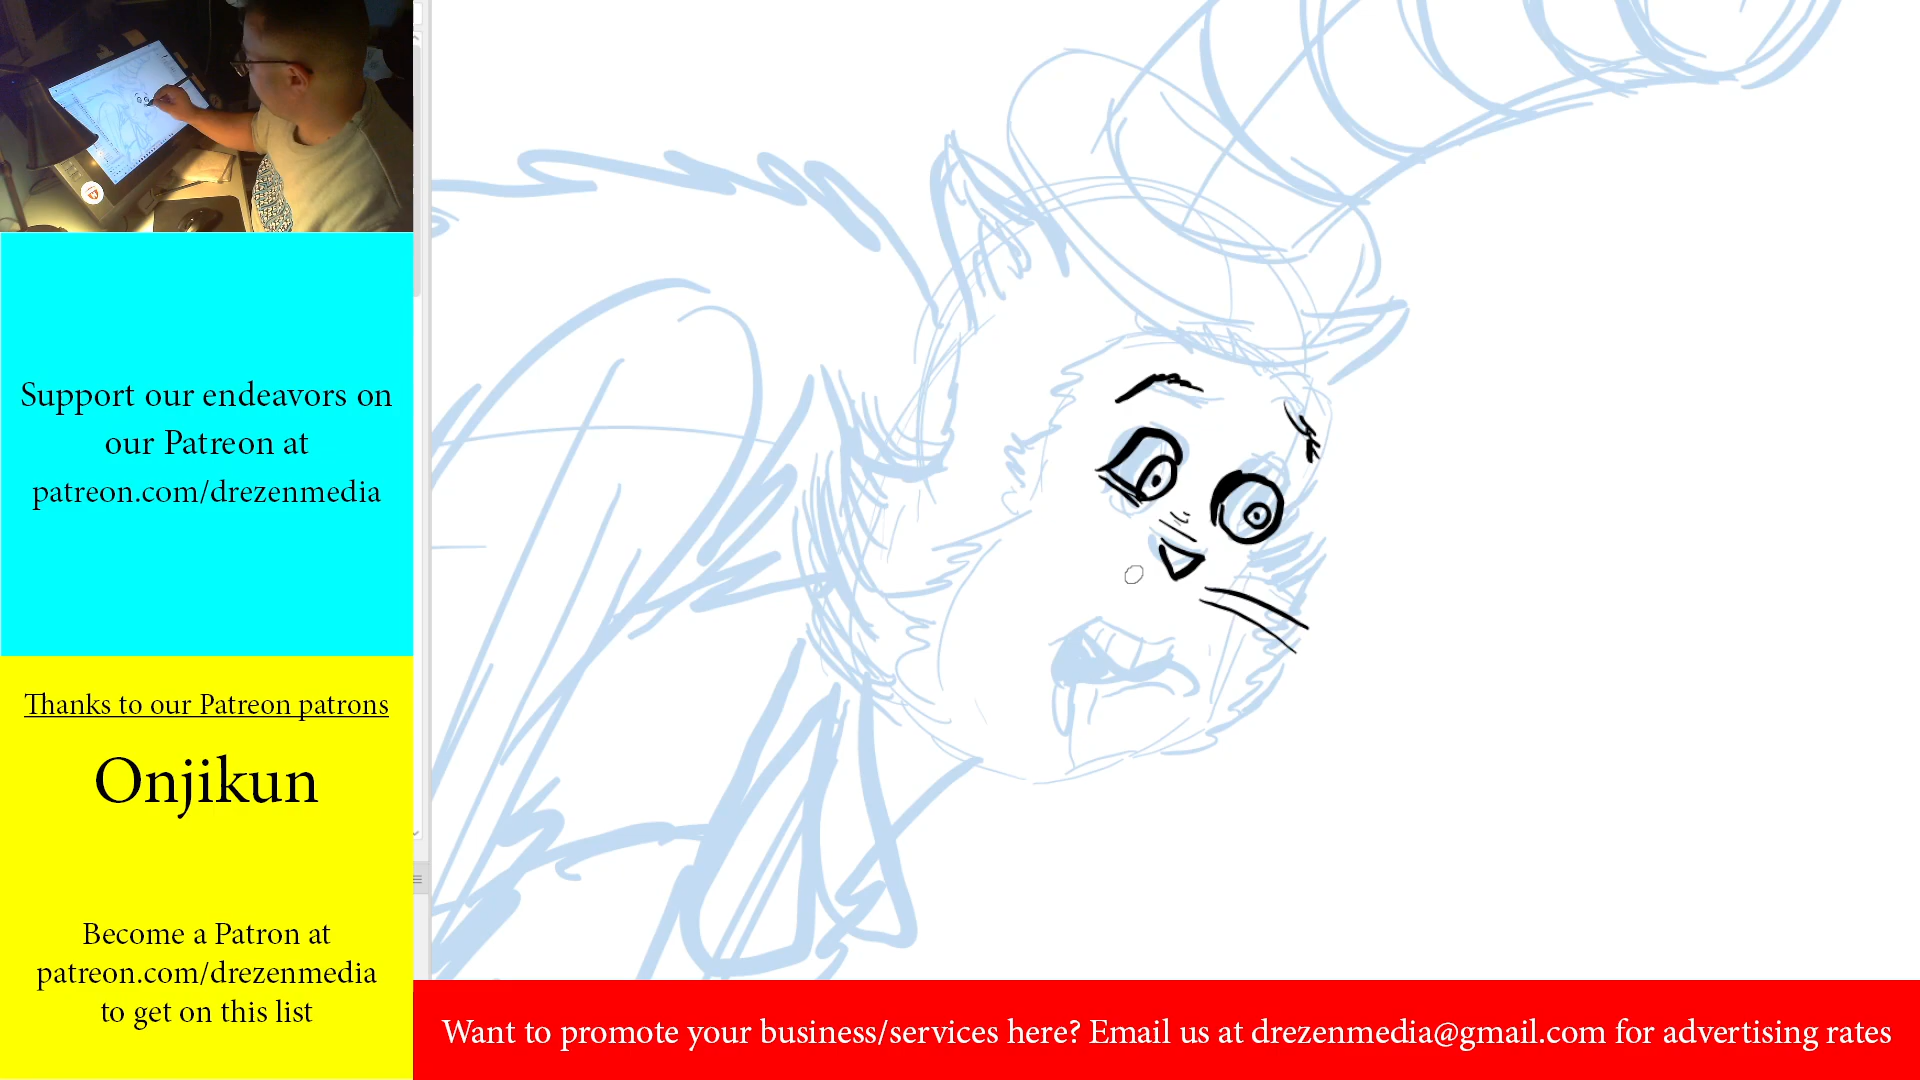 Support our endeavors on
our Patreon at
patreon.com/drezenmedia
Thanks to our Patreon patrons
Onjikun
Become a Patron at
patreon.com/drezenmedia
to get on this list
Want to promote your business/services here? Email us at drezenmedia@gmail.com for advertising rates